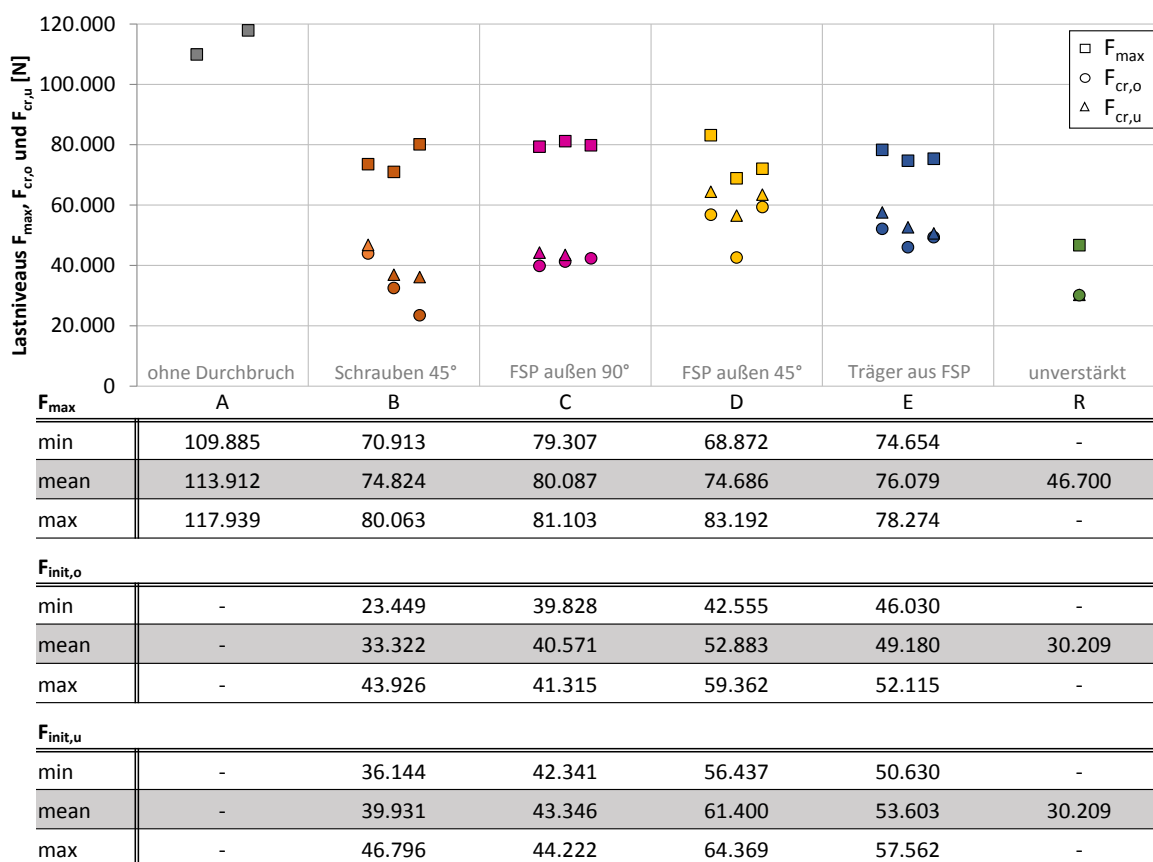 Lastniveaus Fmax, Fcr,o und Fcr,u [N]
120.000
100.000
80.000
60.000
40.000
20.000
0
Fmax
Fcr,o
Fcr,u
ohne Durchbruch Schrauben 45° FSP außen 90° FSP außen 45° Träger aus FSP unverstärkt
Fmax A B C D E R
min 109.885 70.913 79.307 68.872 74.654 -
mean 113.912 74.824 80.087 74.686 76.079 46.700
max 117.939 80.063 81.103 83.192 78.274 -
Finit,o
min - 23.449 39.828 42.555 46.030 -
mean - 33.322 40.571 52.883 49.180 30.209
max - 43.926 41.315 59.362 52.115 -
Finit,u
min - 36.144 42.341 56.437 50.630 -
mean - 39.931 43.346 61.400 53.603 30.209
max - 46.796 44.222 64.369 57.562 -